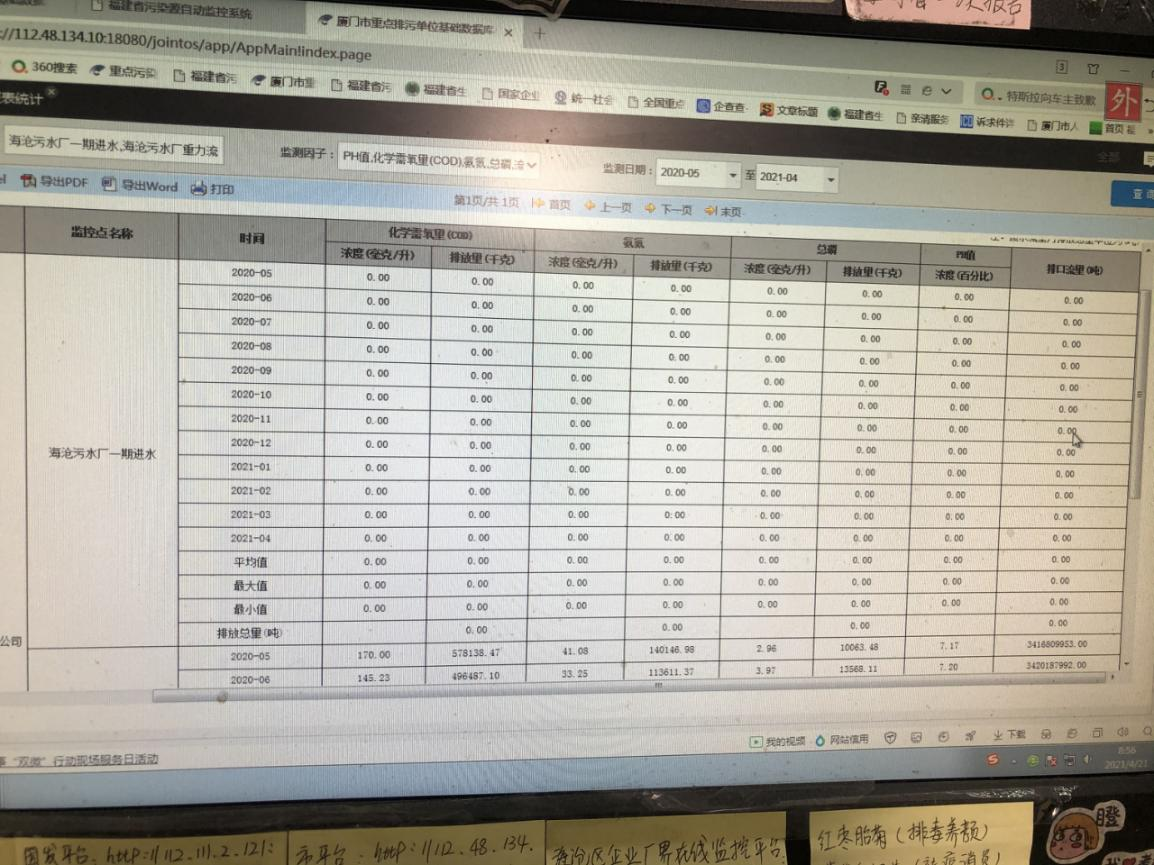 福建省污染源自动监控系统
厦门市重点排污单位基础数据库
://112.48.134.10:18080/jointos/app/AppMain!index.page
360搜索 重点污染 福建省污 厦门市重 福建省污 福建省生 国家企业 统一社会 全国重点 企查查· 文章标题 福建省生 亲清服务 诉求件许 厦门市人 首页
特斯拉向车主致歉
外
表统计
海沧污水厂一期进水,海沧污水厂重力流 监测因子: PH值,化学需氧量(COD),氨氮,总磷,流 监测日期: 2020-05 至 2021-04
全部
导出PDF 导出Word 打印 第1页/共1页 首页 上一页 下一页 末页
监控点名称 时间 化学需氧量(COD) 氨氮 总磷 PH值 排口流量(吨)
浓度(毫克/升) 排放量(千克) 浓度(毫克/升) 排放量(千克) 浓度(毫克/升) 排放量(千克) 浓度(百分比)
2020-05 0.00 0.00 0.00 0.00 0.00 0.00 0.00 0.00
2020-06 0.00 0.00 0.00 0.00 0.00 0.00 0.00 0.00
2020-07 0.00 0.00 0.00 0.00 0.00 0.00 0.00 0.00
2020-08 0.00 0.00 0.00 0.00 0.00 0.00 0.00 0.00
2020-09 0.00 0.00 0.00 0.00 0.00 0.00 0.00 0.00
2020-10 0.00 0.00 0.00 0.00 0.00 0.00 0.00 0.00
2020-11 0.00 0.00 0.00 0.00 0.00 0.00 0.00 0.00
2020-12 0.00 0.00 0.00 0.00 0.00 0.00 0.00 0.00
海沧污水厂一期进水
2021-01 0.00 0.00 0.00 0.00 0.00 0.00 0.00 0.00
2021-02 0.00 0.00 0.00 0.00 0.00 0.00 0.00 0.00
2021-03 0.00 0.00 0.00 0.00 0.00 0.00 0.00 0.00
2021-04 0.00 0.00 0.00 0.00 0.00 0.00 0.00 0.00
平均值 0.00 0.00 0.00 0.00 0.00 0.00 0.00 0.00
最大值 0.00 0.00 0.00 0.00 0.00 0.00 0.00 0.00
最小值 0.00 0.00 0.00 0.00 0.00 0.00 0.00 0.00
排放总量(吨) 0.00 0.00 0.00 0.00
公司
2020-05 170.00 578138.47 41.08 140146.98 2.96 10063.48 7.17 3416809953.00
2020-06 145.23 496487.10 33.25 113611.37 3.97 13568.11 7.20 3420187992.00
我的视频 网站信用 下载
"双微"行动现场服务日活动
8:56
2021/4/21
国发平台: http://112.111.2.121:
市平台: http://112.48.134.
红枣胎菊(排毒养颜)
瞪